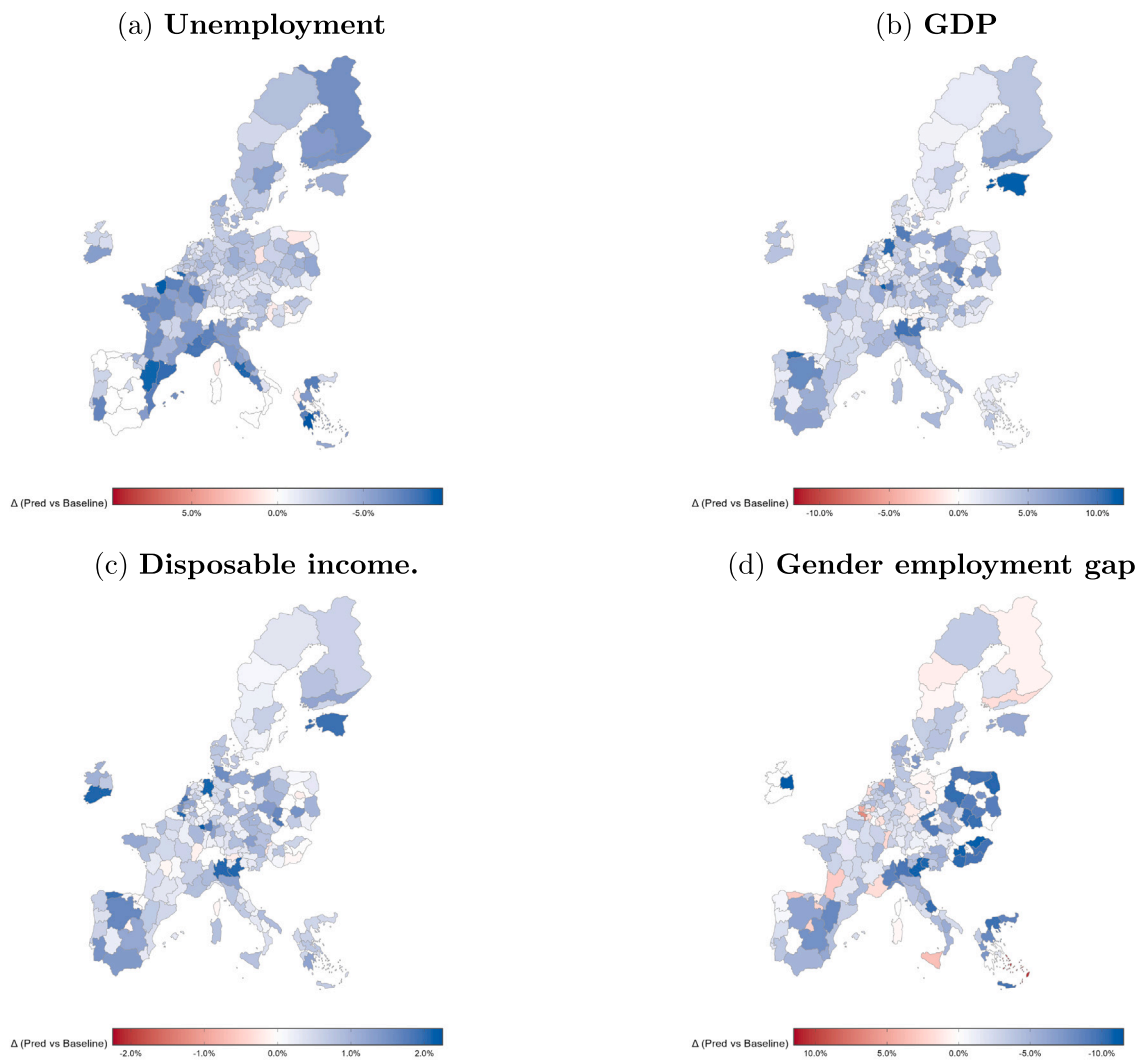 (a) Unemployment
(b) GDP
Δ (Pred vs Baseline)
5.0% 0.0% -5.0%
Δ (Pred vs Baseline)
-10.0% -5.0% 0.0% 5.0% 10.0%
(c) Disposable income.
(d) Gender employment gap
Δ (Pred vs Baseline)
-2.0% -1.0% 0.0% 1.0% 2.0%
Δ (Pred vs Baseline)
10.0% 5.0% 0.0% -5.0% -10.0%